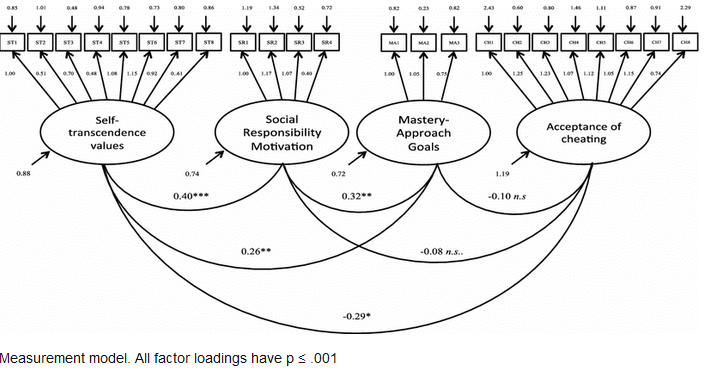 0.85 1.01 0.48 0.94 0.78 0.73 0.80 0.86 1.19 1.34 0.52 0.72 0.82 0.23 0.62 2.43 0.60 0.80 1.46 1.11 0.87 0.91 2.29
ST1 ST2 ST3 ST4 ST5 ST6 ST7 ST8 SR1 SR2 SR3 SR4 MA1 MA2 MA3 CH1 CH2 CH3 CH4 CH5 CH6 CH7 CH8
1.00 0.51 0.70 0.48 1.08 1.15 0.92 0..61 1.00 1.17 1.07 0.40 1.00 1.05 0.75 1.00 1.25 1.23 1.07 1.12 1.05 1.15 0.74
Self-
transcendence
values
Social
Responsibility
Motivation
Mastery-
Approach
Goals
Acceptance of
cheating
0.88 0.74 0.72 1.19
0.40*** 0.32** -0.10 n.s
0.26** -0.08 n.s..
-0.29*
Measurement model. All factor loadings have p ≤ .001